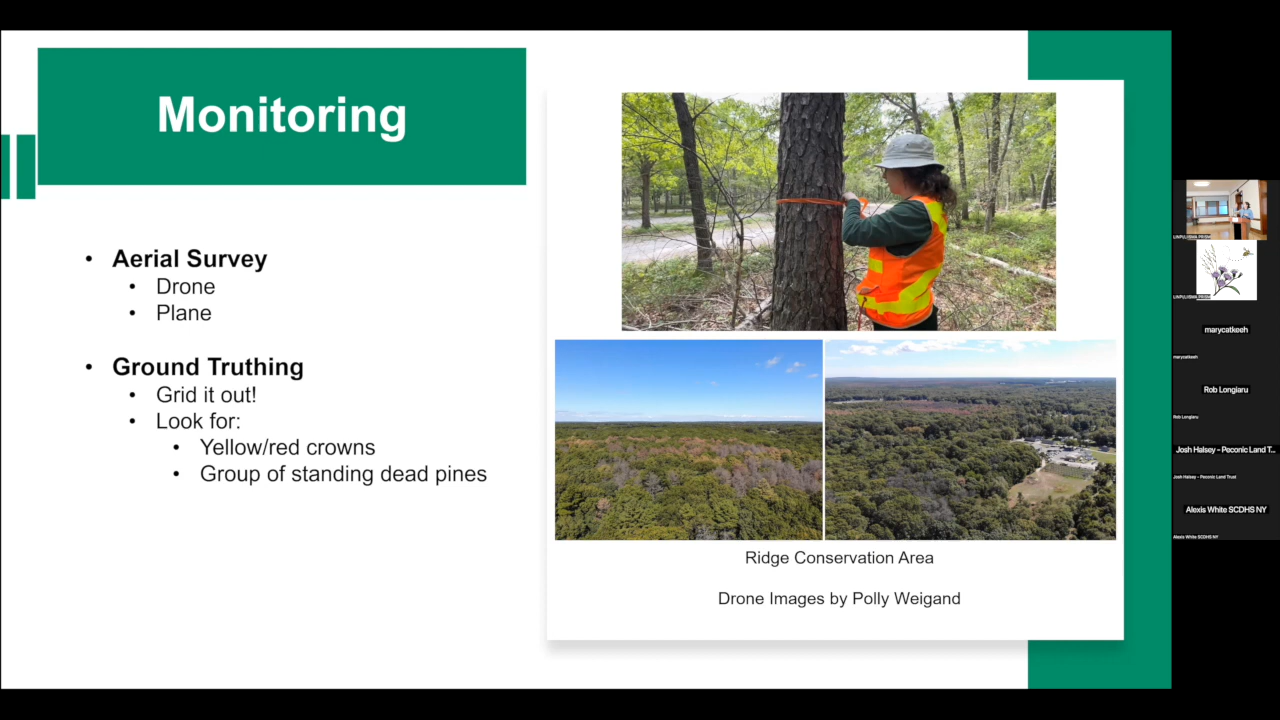 Monitoring
• Aerial Survey
• Drone
• Plane
• Ground Truthing
• Grid it out!
• Look for:
• Yellow/red crowns
• Group of standing dead pines
Ridge Conservation Area
Drone Images by Polly Weigand
marycatkeeh
marycatkeeh
Rob Longiaru
Rob Longiaru
Josh Halsey - Peconic Land T...
Josh Halsey - Peconic Land Trust
Alexis White SCDHS NY
Alexis White SCDHS NY